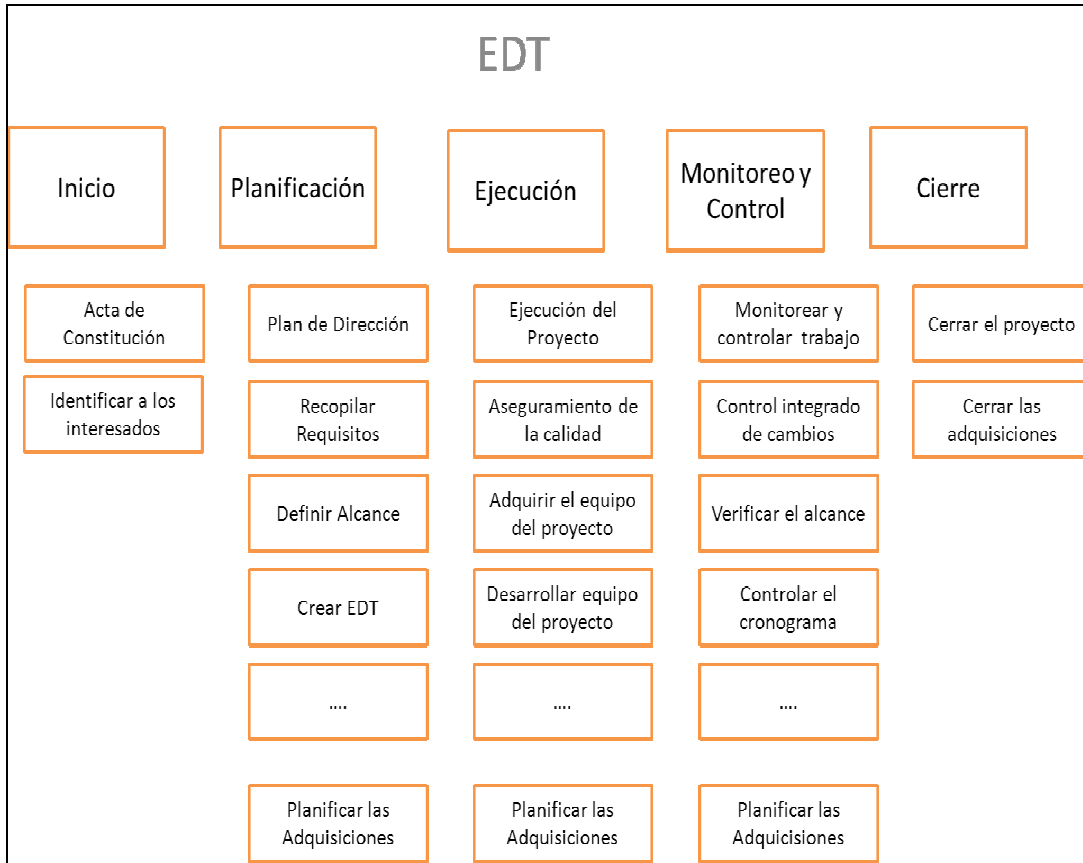 EDT
Inicio
Planificación
Ejecución
Monitoreo y
Control
Cierre
Acta de
Constitución
Identificar a los
interesados
Plan de Dirección
Recopilar
Requisitos
Definir Alcance
Crear EDT
....
Planificar las
Adquisiciones
Ejecución del
Proyecto
Aseguramiento de
la calidad
Adquirir el equipo
del proyecto
Desarrollar equipo
del proyecto
....
Planificar las
Adquisiciones
Monitorear y
controlar trabajo
Control integrado
de cambios
Verificar el alcance
Controlar el
cronograma
....
Planificar las
Adquicisiones
Cerrar el proyecto
Cerrar las
adquisiciones